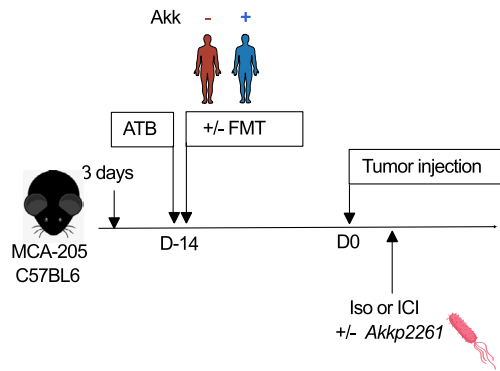 Akk - +
ATB
+/- FMT
3 days
Tumor injection
MCA-205
C57BL6
D-14
D0
Iso or ICI
+/- Akkp2261